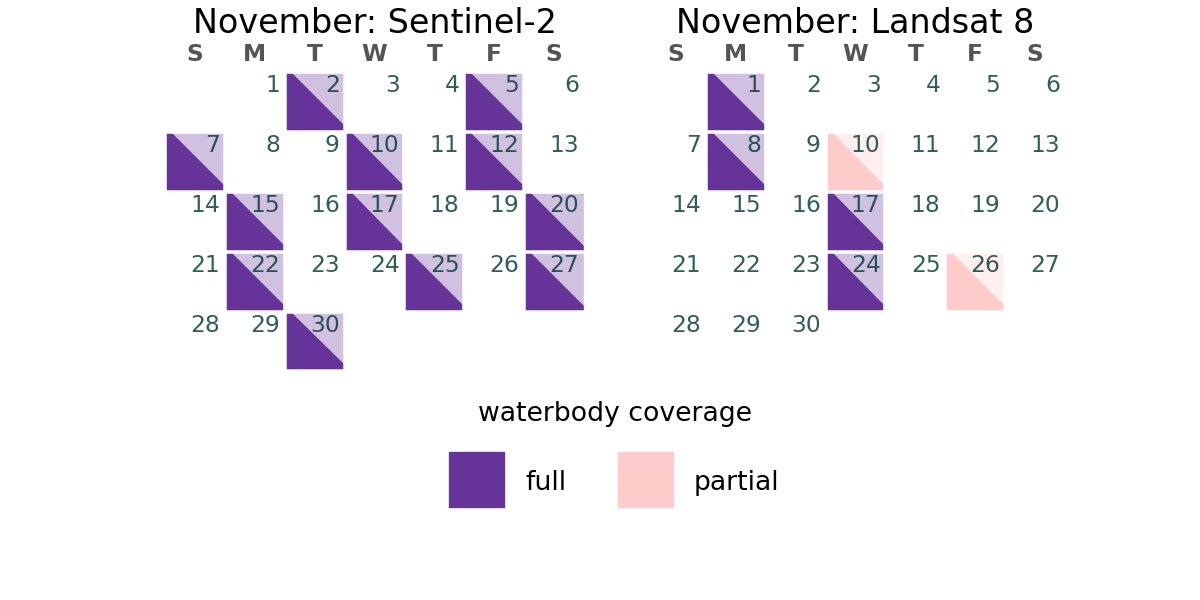 November: Sentinel-2
S M T W T F S
1 2 3 4 5 6
7 8 9 10 11 12 13
14 15 16 17 18 19 20
21 22 23 24 25 26 27
28 29 30
November: Landsat 8
S M T W T F S
1 2 3 4 5 6
7 8 9 10 11 12 13
14 15 16 17 18 19 20
21 22 23 24 25 26 27
28 29 30
waterbody coverage
full partial